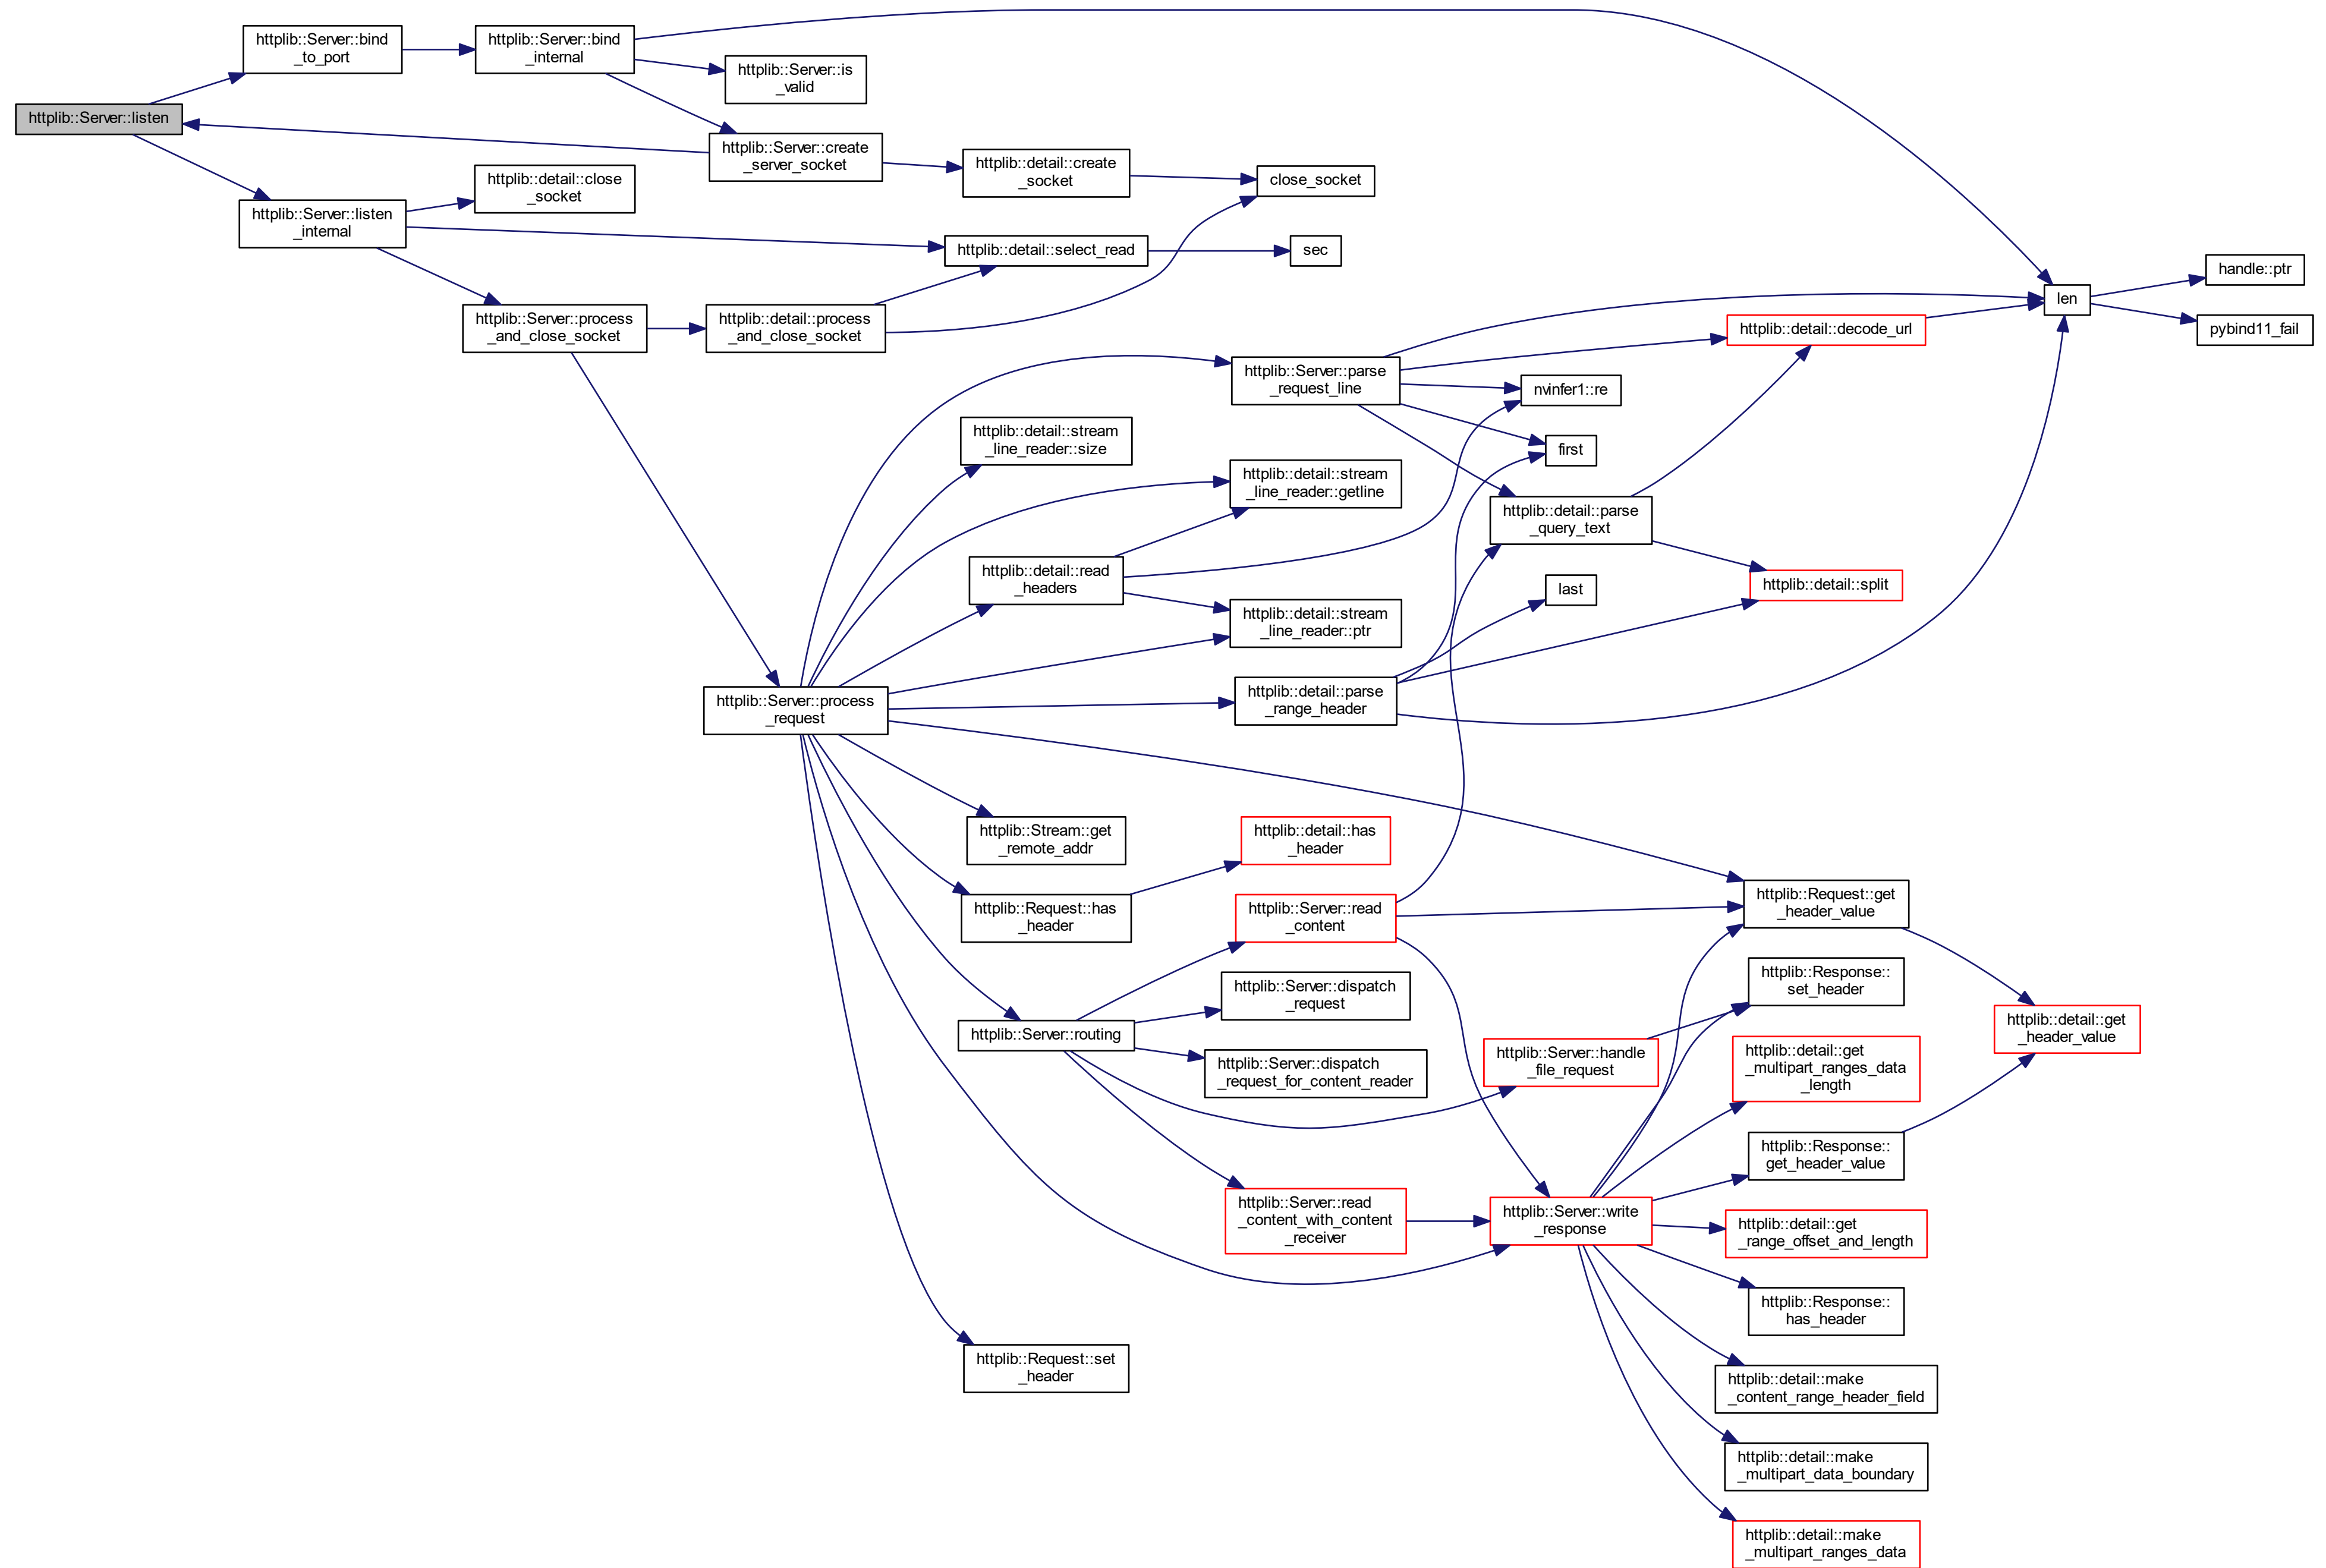 httplib::Server::listen
httplib::Server::bind
_to_port
httplib::Server::bind
_internal
httplib::Server::is
_valid
httplib::Server::create
_server_socket
httplib::detail::create
_socket
close_socket
httplib::Server::listen
_internal
httplib::detail::close
_socket
httplib::detail::select_read
sec
httplib::Server::process
_and_close_socket
httplib::detail::process
_and_close_socket
httplib::Server::process
_request
httplib::Server::parse
_request_line
httplib::detail::decode_url
len
handle::ptr
pybind11_fail
nvinfer1::re
first
httplib::detail::stream
_line_reader::size
httplib::detail::stream
_line_reader::getline
httplib::detail::parse
_query_text
httplib::detail::read
_headers
httplib::detail::split
last
httplib::detail::stream
_line_reader::ptr
httplib::detail::parse
_range_header
httplib::Stream::get
_remote_addr
httplib::detail::has
_header
httplib::Request::has
_header
httplib::Server::read
_content
httplib::Request::get
_header_value
httplib::Response::
set_header
httplib::Server::dispatch
_request
httplib::detail::get
_header_value
httplib::Server::routing
httplib::Server::dispatch
_request_for_content_reader
httplib::Server::handle
_file_request
httplib::detail::get
_multipart_ranges_data
_length
httplib::Response::
get_header_value
httplib::Server::read
_content_with_content
_receiver
httplib::Server::write
_response
httplib::detail::get
_range_offset_and_length
httplib::Response::
has_header
httplib::Request::set
_header
httplib::detail::make
_content_range_header_field
httplib::detail::make
_multipart_data_boundary
httplib::detail::make
_multipart_ranges_data